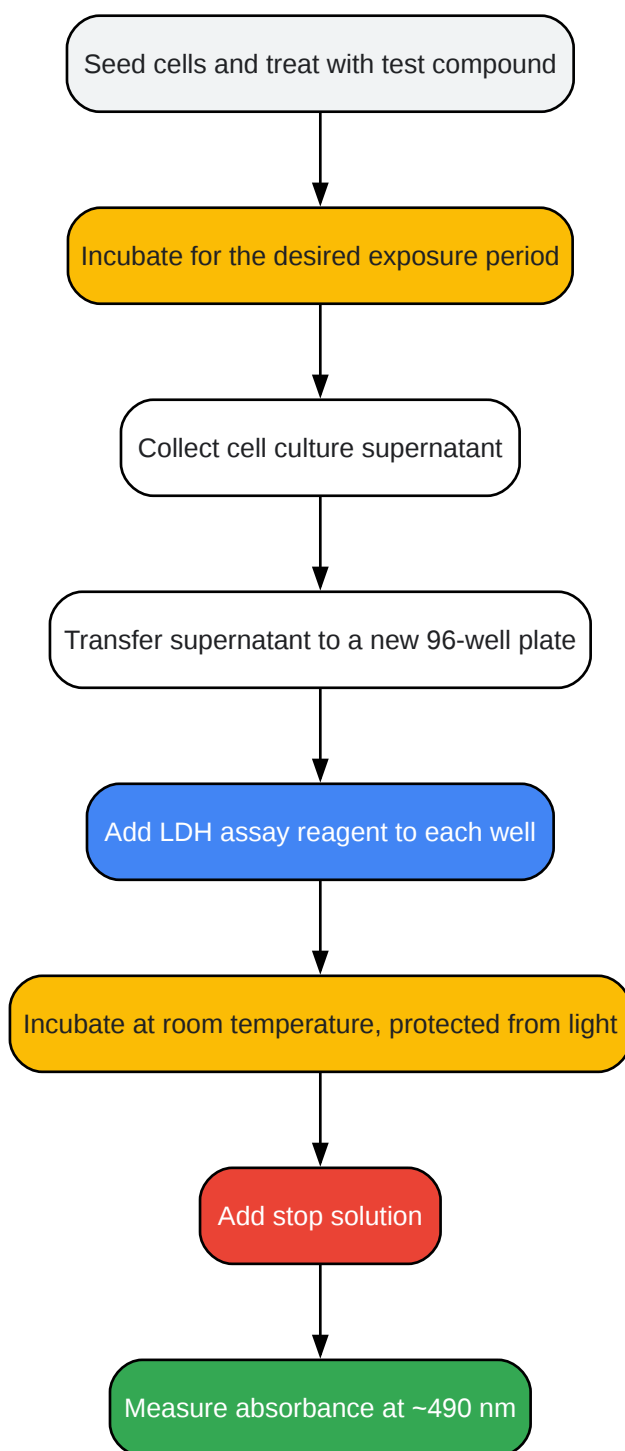 Seed cells and treat with test compound
Incubate for the desired exposure period
Collect cell culture supernatant
Transfer supernatant to a new 96-well plate
Add LDH assay reagent to each well
Incubate at room temperature, protected from light
Add stop solution
Measure absorbance at ~490 nm